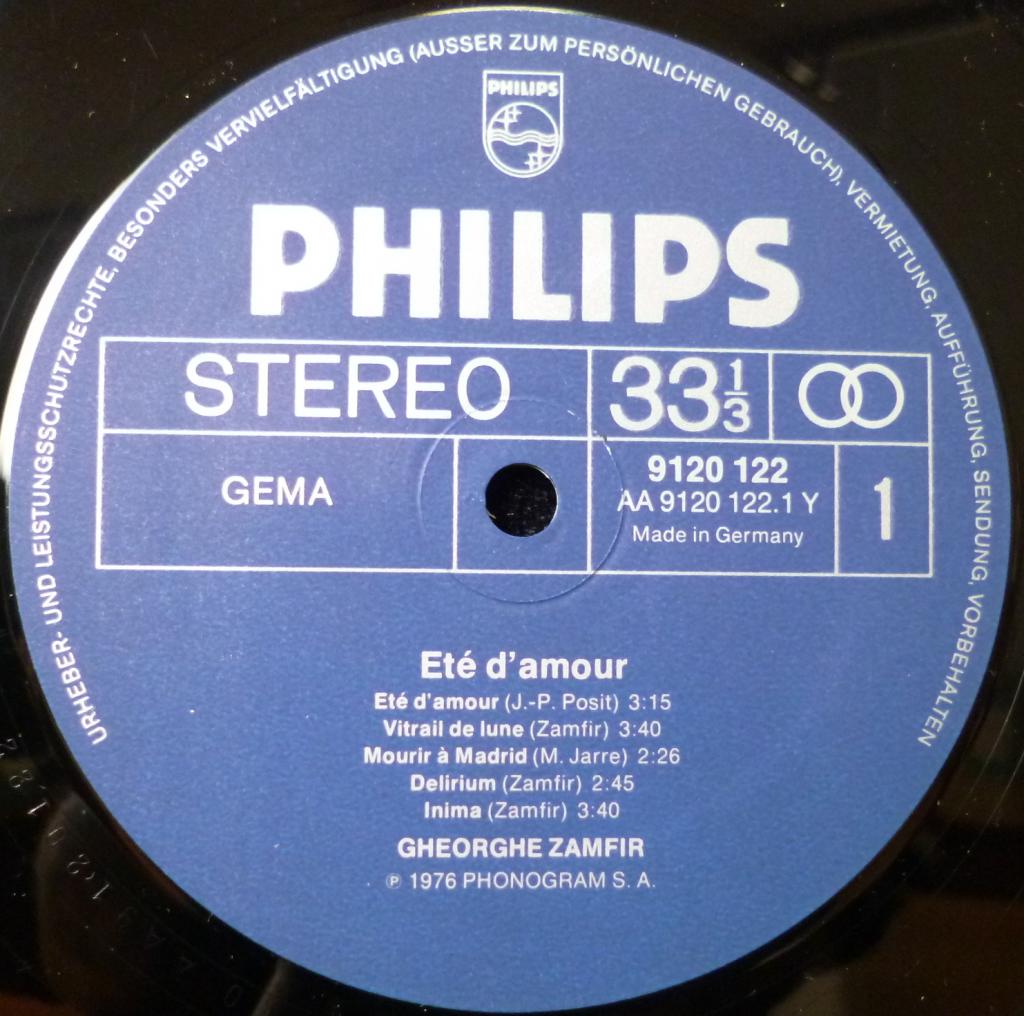 URHEBER- UND LEISTUNGSSCHUTZRECHTE, BESONDERS VERVIELFÄLTIGUNG (AUSSER ZUM PERSÖNLICHEN GEBRAUCH), VERMIETUNG, AUFFÜHRUNG, SENDUNG, VORBEHALTEN
PHILIPS
PHILIPS
STEREO 33 1/3
GEMA
9120 122
AA 9120 122.1 Y
Made in Germany
1
Eté d'amour
Eté d'amour (J.-P. Posit) 3:15
Vitrail de lune (Zamfir) 3:40
Mourir à Madrid (M. Jarre) 2:26
Delirium (Zamfir) 2:45
Inima (Zamfir) 3:40
GHEORGHE ZAMFIR
℗ 1976 PHONOGRAM S. A.